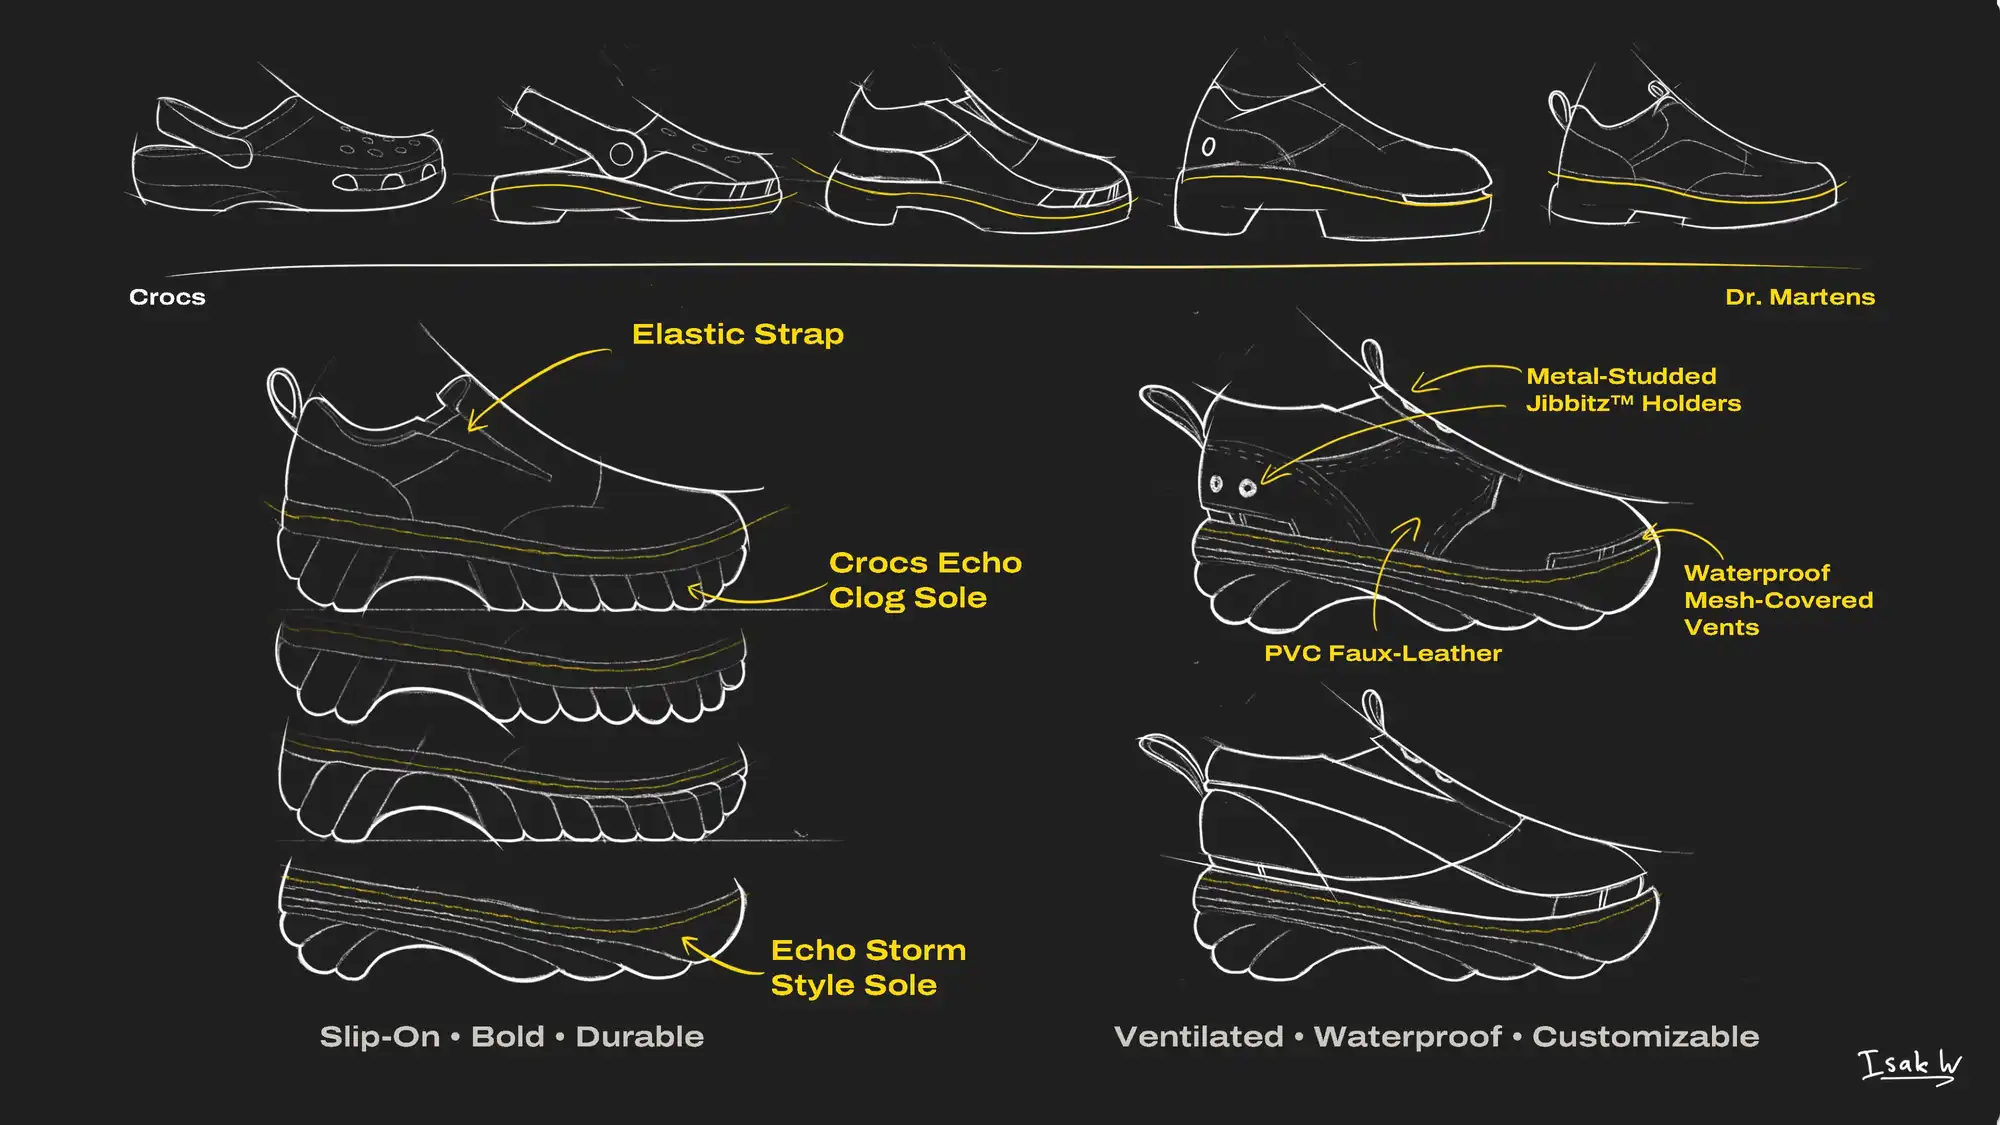 Crocs
Dr. Martens
Elastic Strap
Metal-Studded
Jibbitz™ Holders
Crocs Echo
Clog Sole
Waterproof
Mesh-Covered
Vents
PVC Faux-Leather
Echo Storm
Style Sole
Slip-On • Bold • Durable
Ventilated • Waterproof • Customizable
Isak W